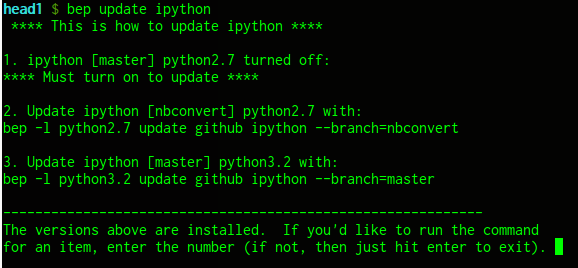 head1 $ bep update ipython
**** This is how to update ipython ****
1. ipython [master] python2.7 turned off:
**** Must turn on to update ****
2. Update ipython [nbconvert] python2.7 with:
bep -l python2.7 update github ipython --branch=nbconvert
3. Update ipython [master] python3.2 with:
bep -l python3.2 update github ipython --branch=master
------------------------------------------------------------
The versions above are installed.  If you'd like to run the command
for an item, enter the number (if not, then just hit enter to exit).